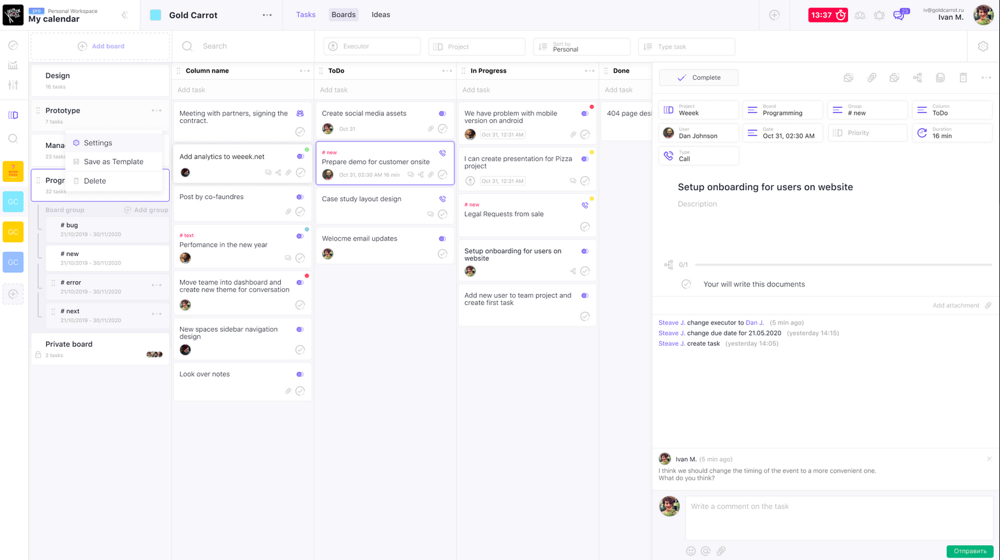 pro Personal Workspace
My calendar
Gold Carrot
Tasks
Boards
Ideas
13:37
23
iv@goldcarrot.ru
Ivan M.
Add board
Search
Executor
Project
Sort by
Personal
Type task
Design
16 tasks
Prototype
7 tasks
Mana
23 tasks
Settings
Save as Template
Delete
Progr
32 tasks
GC
GC
GC
Board group
Add group
# bug
21/10/2019 - 30/11/2020
# new
21/10/2019 - 30/11/2020
# error
21/10/2019 - 30/11/2020
# next
21/10/2019 - 30/11/2020
Private board
2 tasks
Column name
Add task
Meeting with partners, signing the
contract.
Add analytics to weeek.net
Post by co-foundres
# text
Perfomance in the new year
Move teame into dashboard and
create new theme for conversation
New spaces sidebar navigation
design
Look over notes
ToDo
Add task
Create social media assets
Oct 31
# new
Prepare demo for customer onsite
Oct 31, 02:30 AM 16 min
Case study layout design
Welocme email updates
In Progress
Add task
We have problem with mobile
version on android
Oct 31, 12:31 AM
I can create presentation for Pizza
project
Oct 31, 12:31 AM
# new
Legal Requests from sale
Setup onboarding for users on
website
Add new user to team project and
create first task
Done
Add task
404 page desi
Complete
Project
Weeek
Board
Programming
Group
# new
Column
ToDo
User
Dan Johnson
Date
Oct 31, 02:30 AM
Priority
Duration
16 min
Type
Call
Setup onboarding for users on website
Description
0/1
Your will write this documents
Add attachment
Steave J. change executor to Dan J. (5 min ago)
Steave J. change due date for 21.05.2020 (yesterday 14:15)
Steave J. create task (yesterday 14:05)
Ivan M. (5 min ago)
I think we should change the timing of the event to a more convenient one.
What do you think?
Write a comment on the task
Отправить